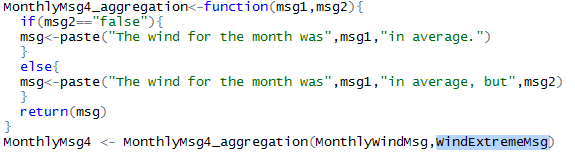 MonthlyMsg4_aggregation<-function(msg1,msg2){
if(msg2=="false"){
msg<-paste("The wind for the month was",msg1,"in average.")
}
else{
msg<-paste("The wind for the month was",msg1,"in average, but",msg2)
}
return(msg)
}
MonthlyMsg4 <- MonthlyMsg4_aggregation(MonthlyWindMsg,WindExtremeMsg)